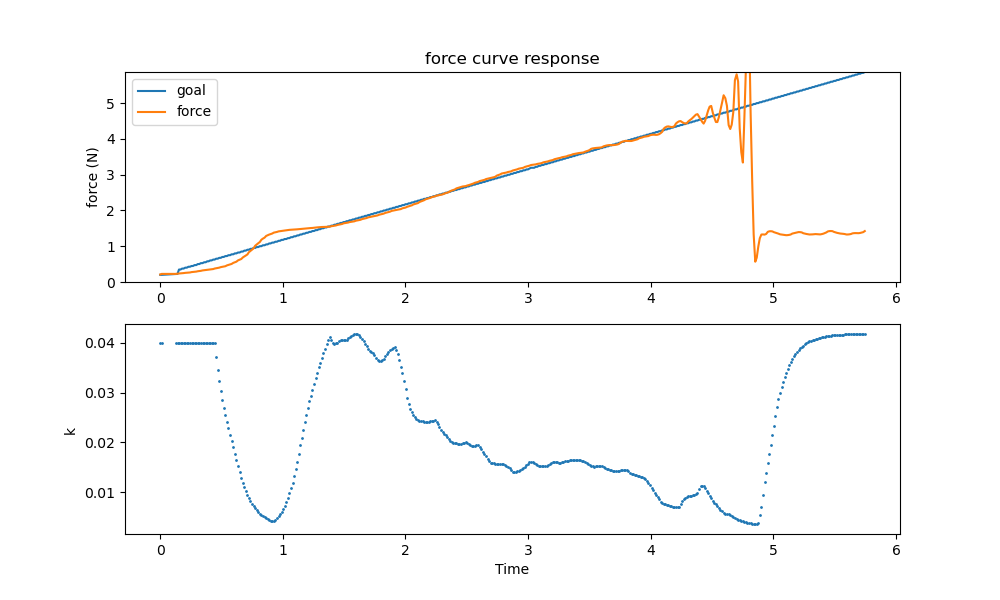 force curve response
goal
force
force (N)
5
4
3
2
1
0
0 1 2 3 4 5 6
k
0.04
0.03
0.02
0.01
0 1 2 3 4 5 6
Time